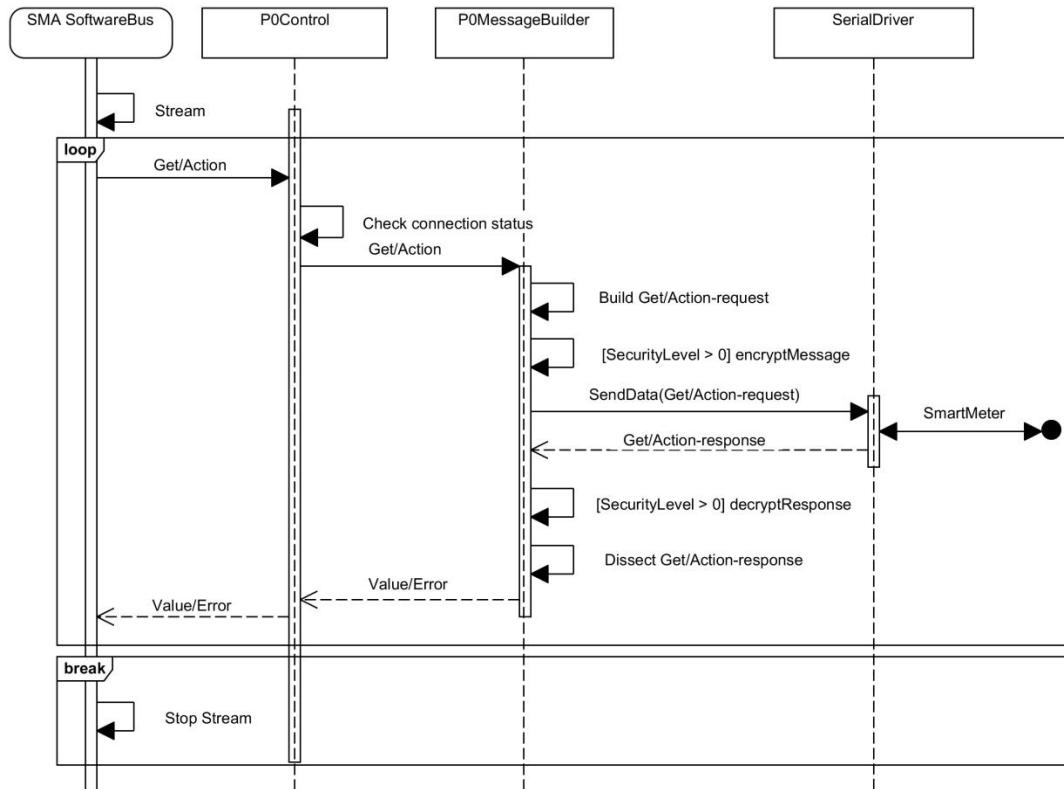 SMA SoftwareBus
P0Control
P0MessageBuilder
SerialDriver
Stream
loop
Get/Action
Check connection status
Get/Action
Build Get/Action-request
[SecurityLevel > 0] encryptMessage
SendData(Get/Action-request)
SmartMeter
Get/Action-response
[SecurityLevel > 0] decryptResponse
Dissect Get/Action-response
Value/Error
Value/Error
break
Stop Stream